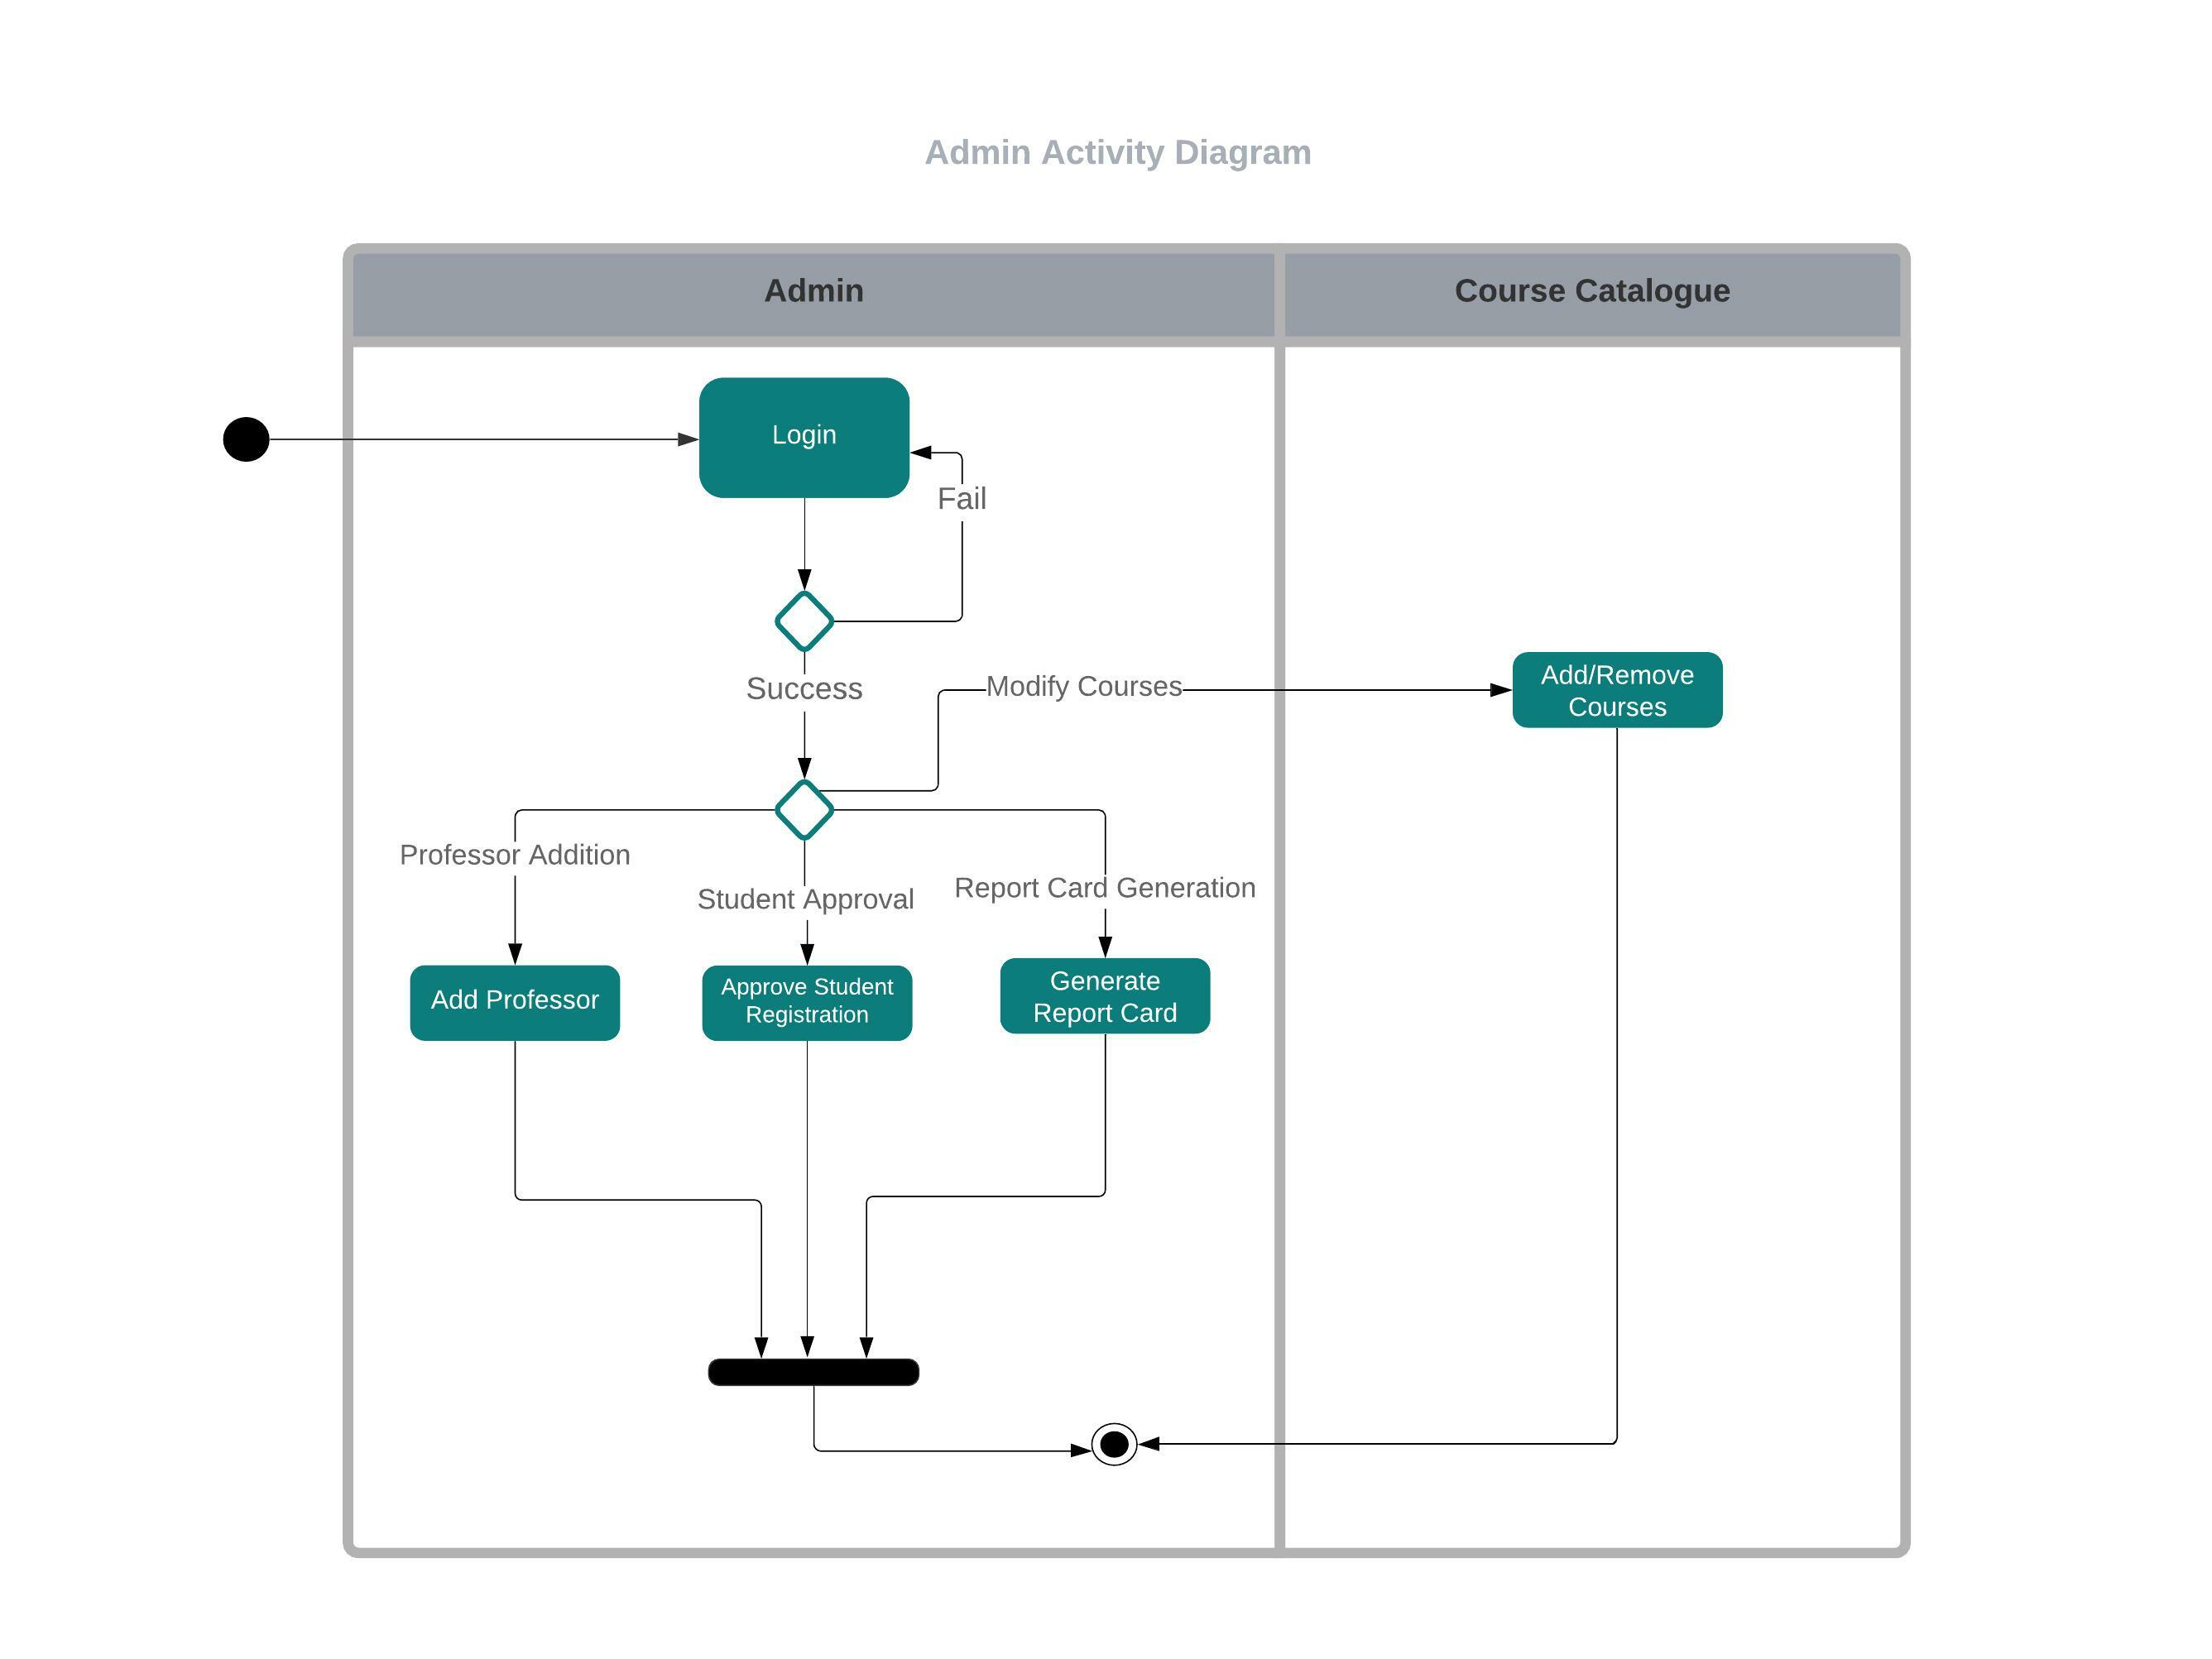 Admin Activity Diagram
Admin
Course Catalogue
Login
Fail
Success
Modify Courses
Add/Remove
Courses
Professor Addition
Student Approval
Report Card Generation
Add Professor
Approve Student
Registration
Generate
Report Card